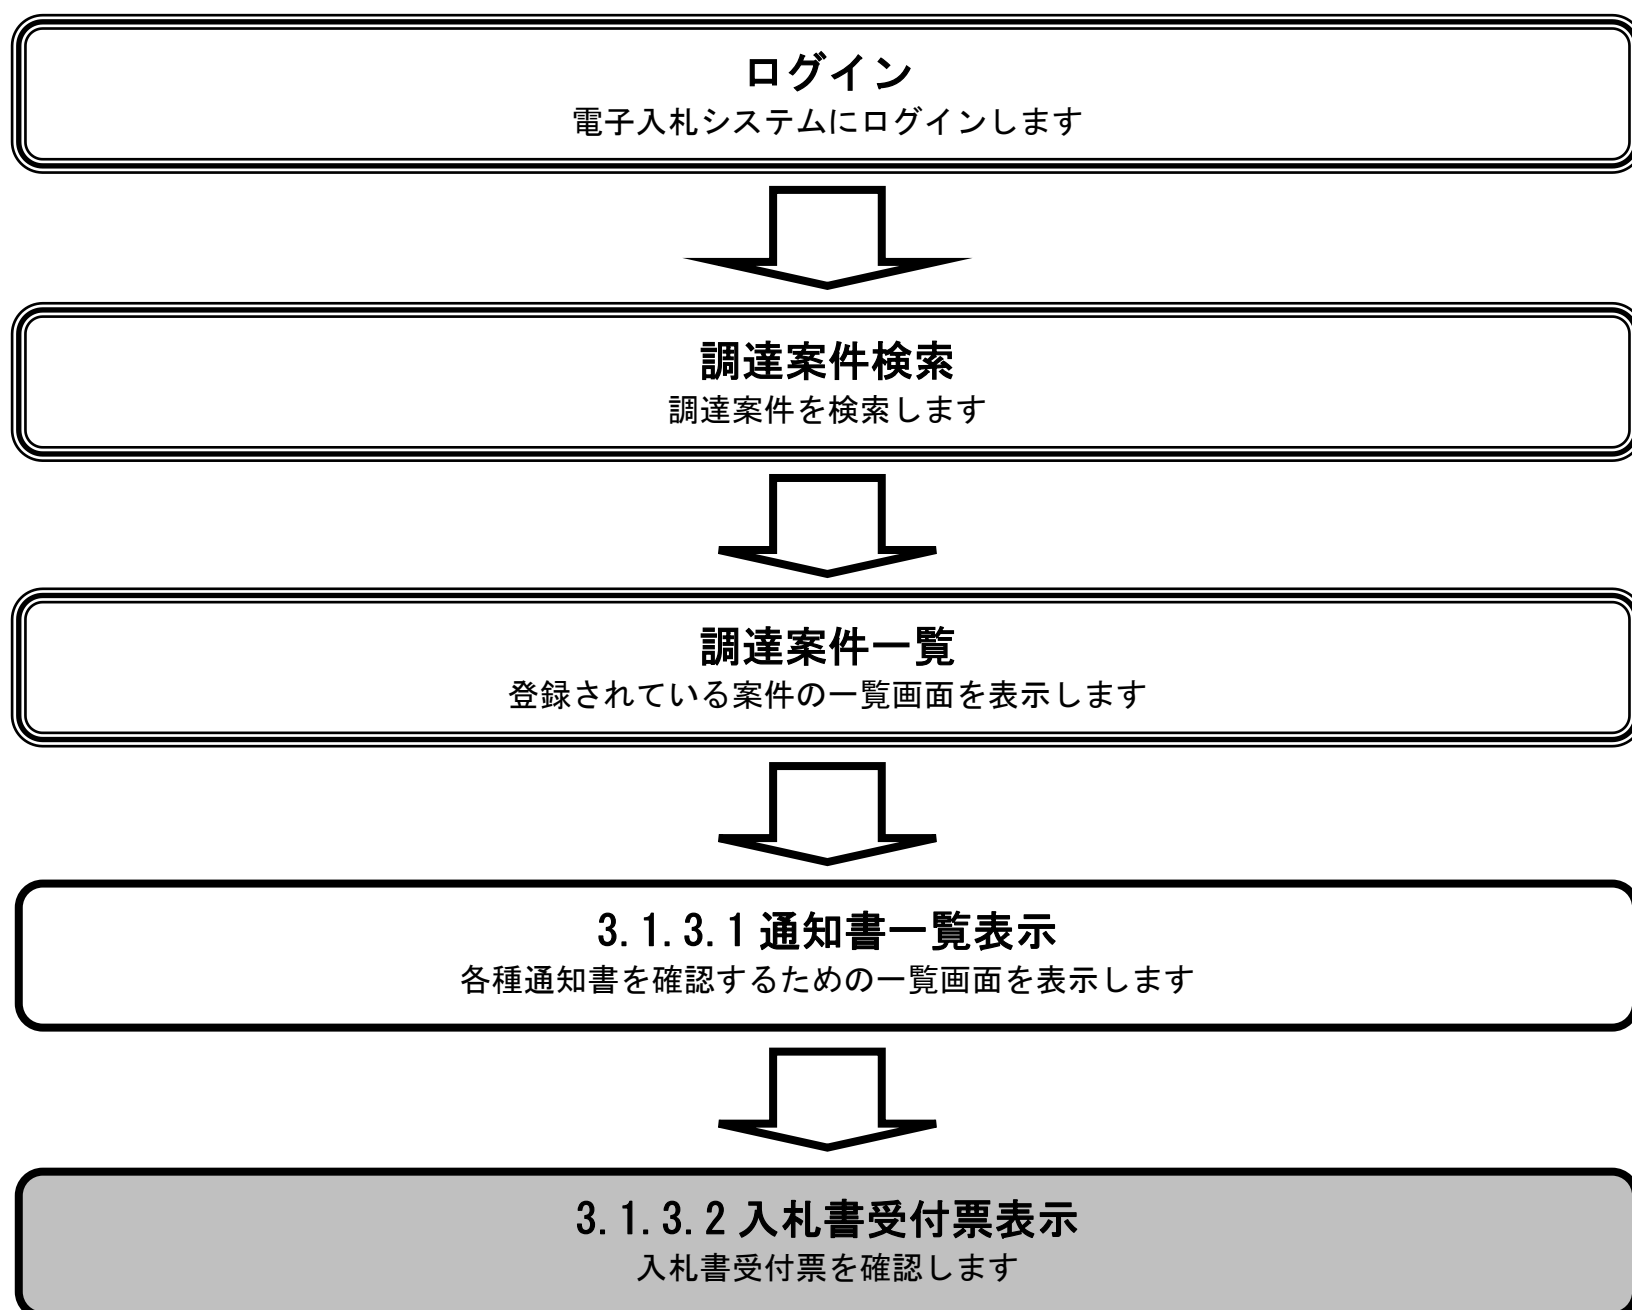 ログイン
電子入札システムにログインします
調達案件検索
調達案件を検索します
調達案件一覧
登録されている案件の一覧画面を表示します
3.1.3.1 通知書一覧表示
各種通知書を確認するための一覧画面を表示します
3.1.3.2 入札書受付票表示
入札書受付票を確認します